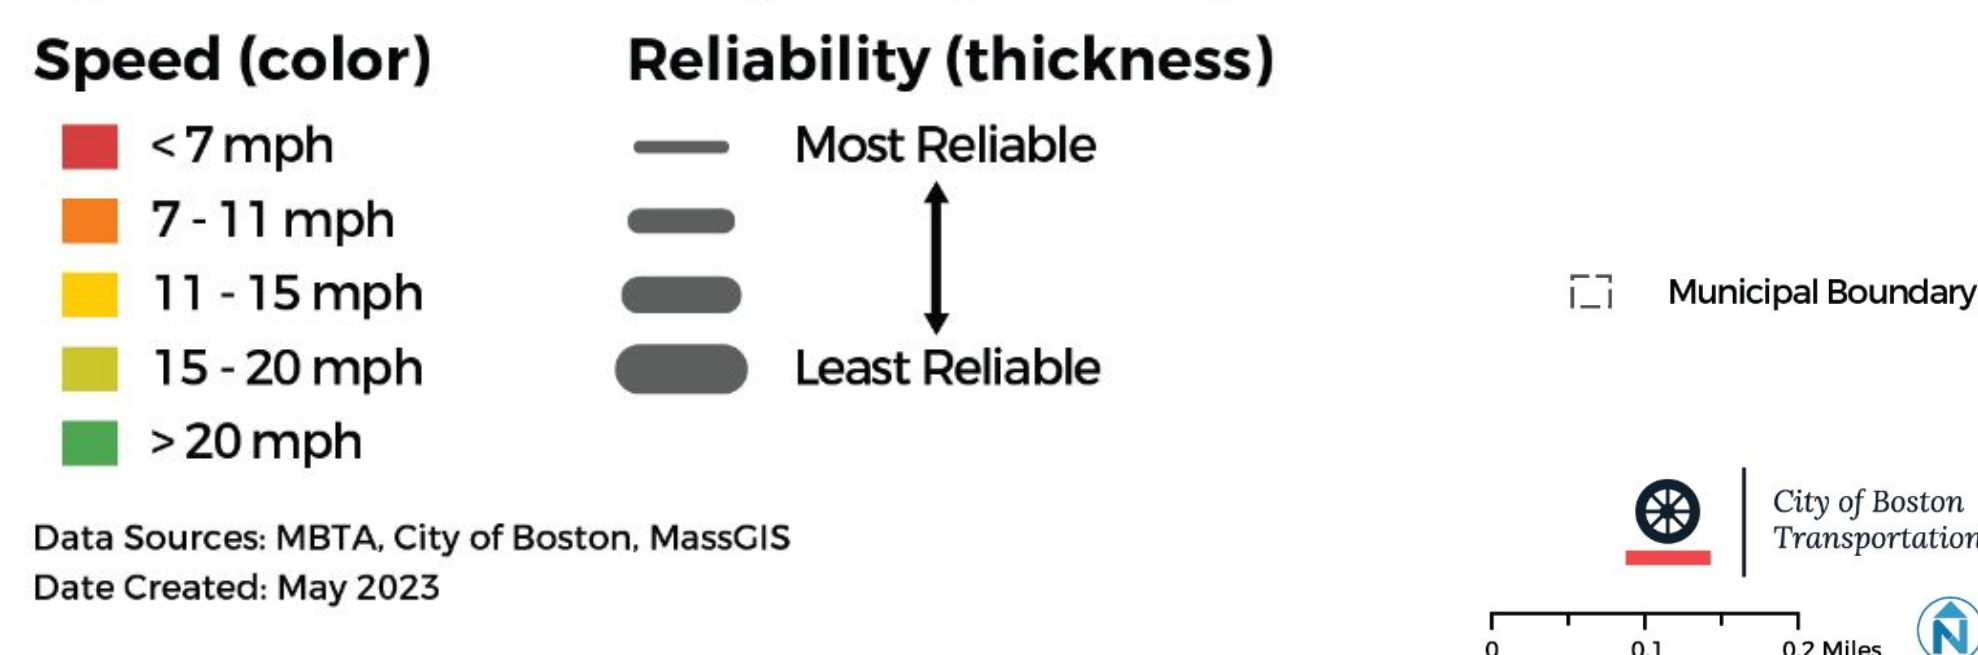 Speed (color)
< 7 mph
7 - 11 mph
11 - 15 mph
15 - 20 mph
> 20 mph
Reliability (thickness)
Most Reliable
Least Reliable
Municipal Boundary
Data Sources: MBTA, City of Boston, MassGIS
Date Created: May 2023
City of Boston
Transportation
0 0.1 0.2 Miles
N